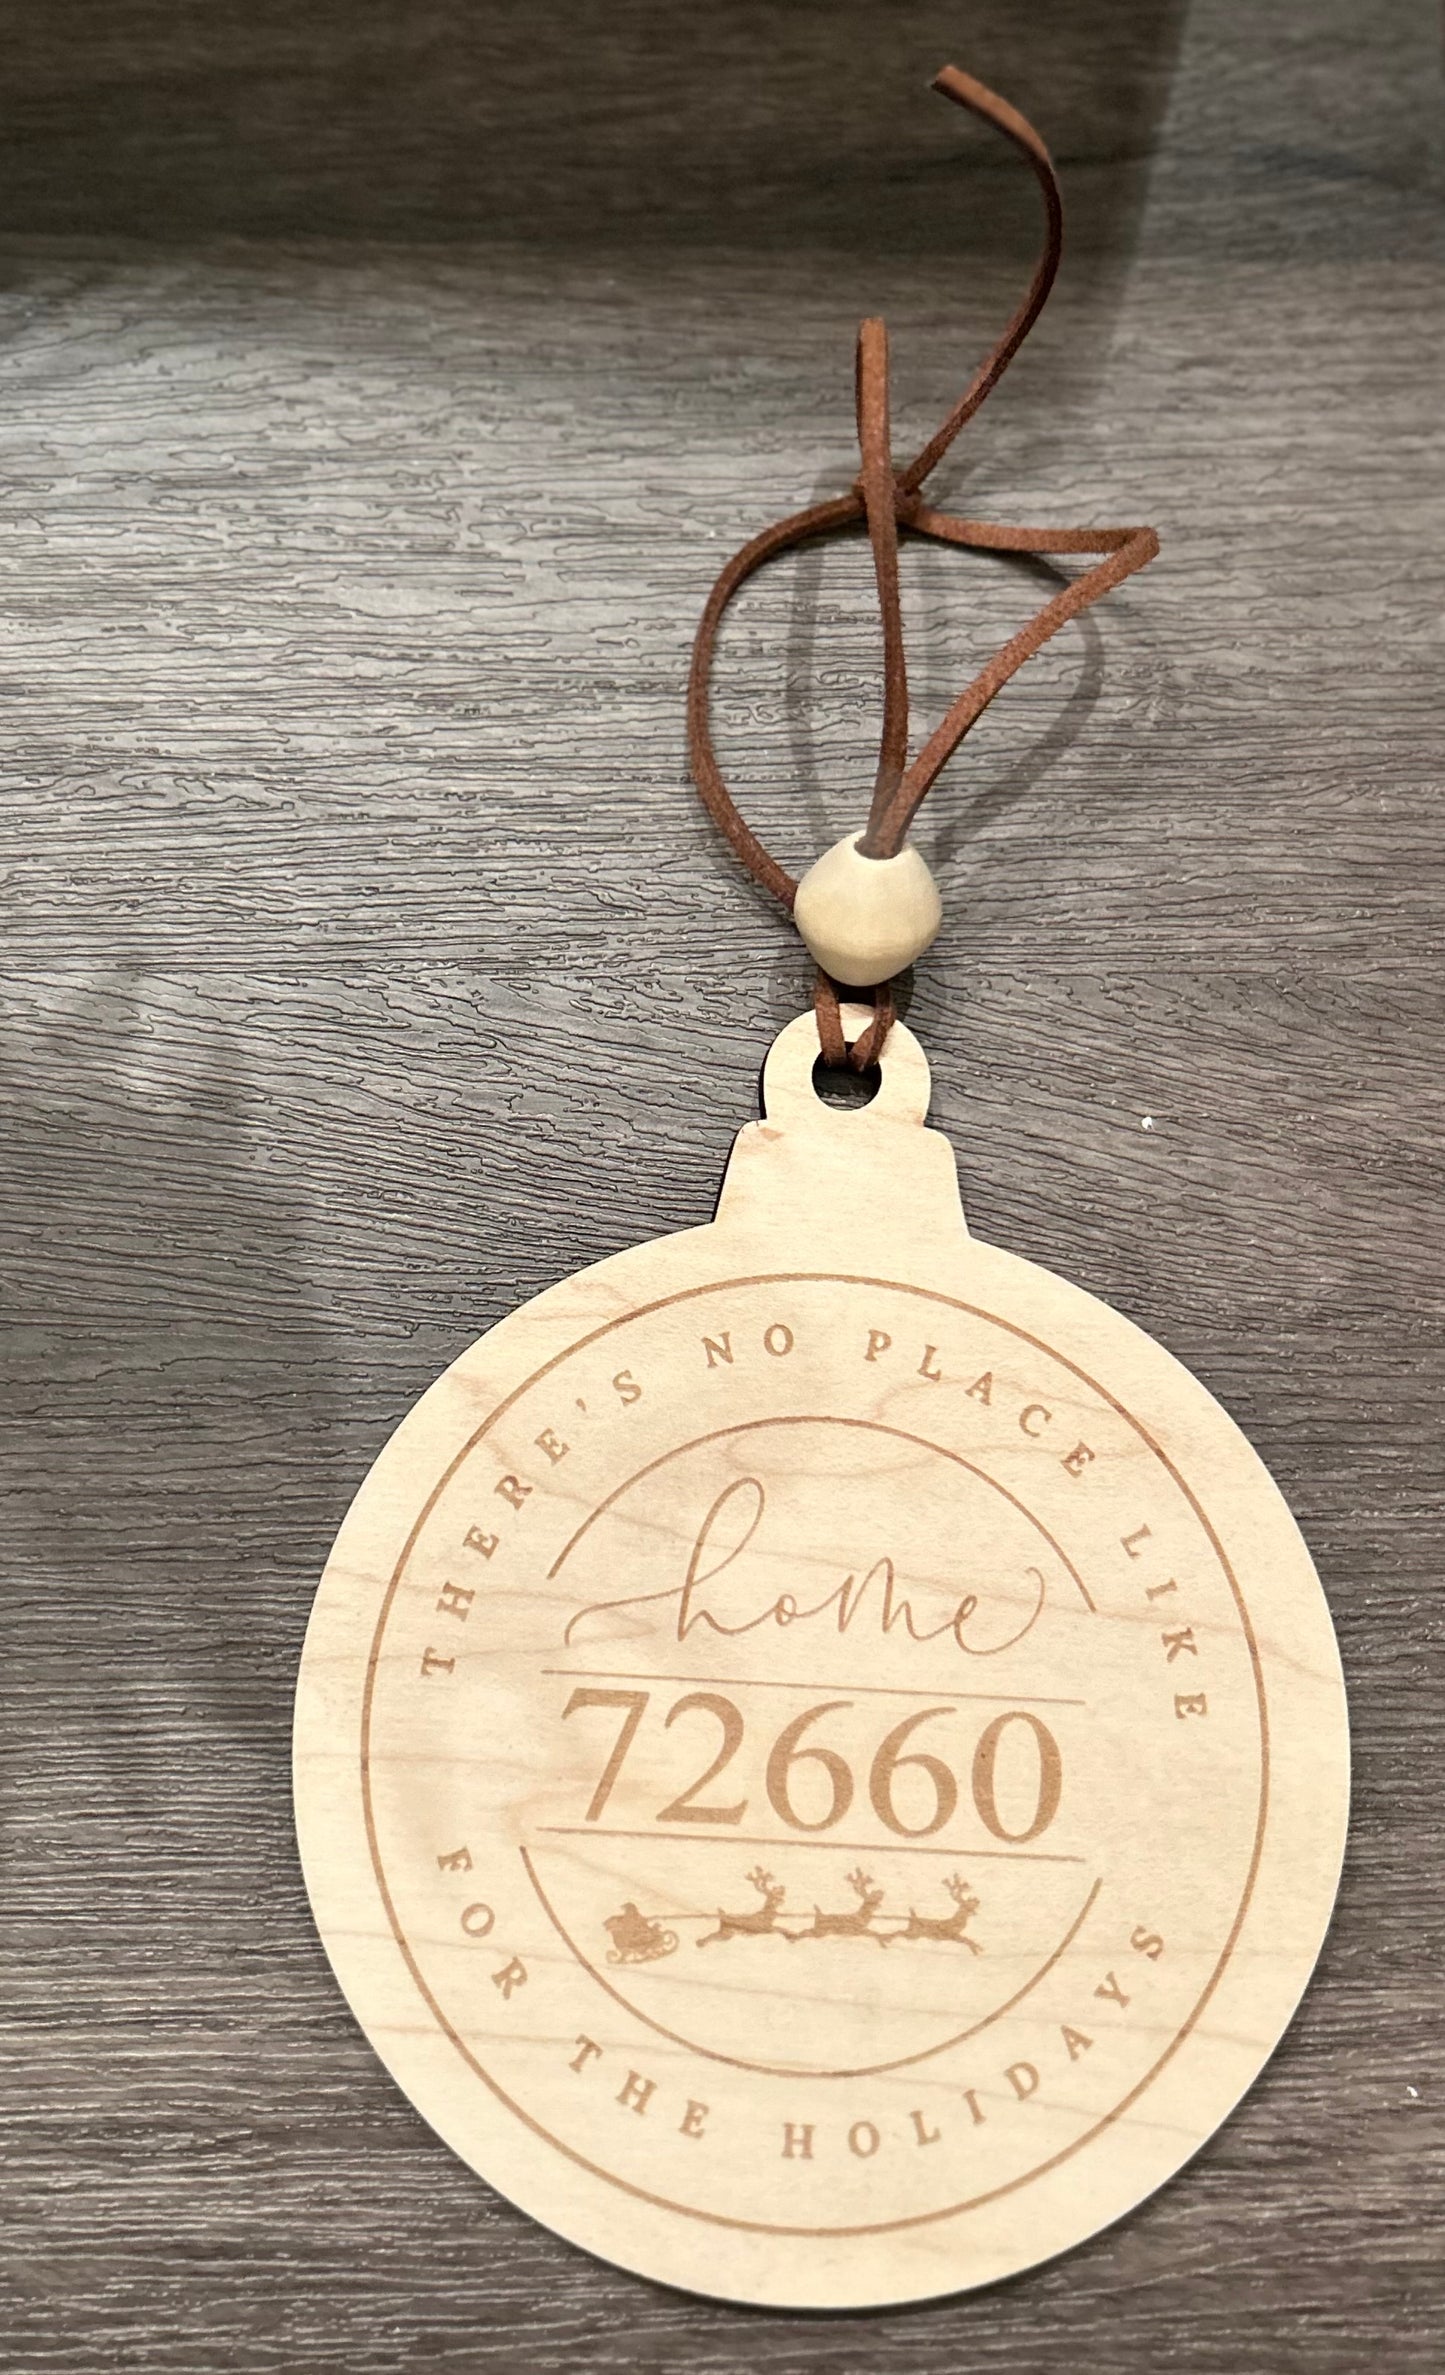 THERE'S NO PLACE LIKE
home
72660
FOR THE HOLIDAYS